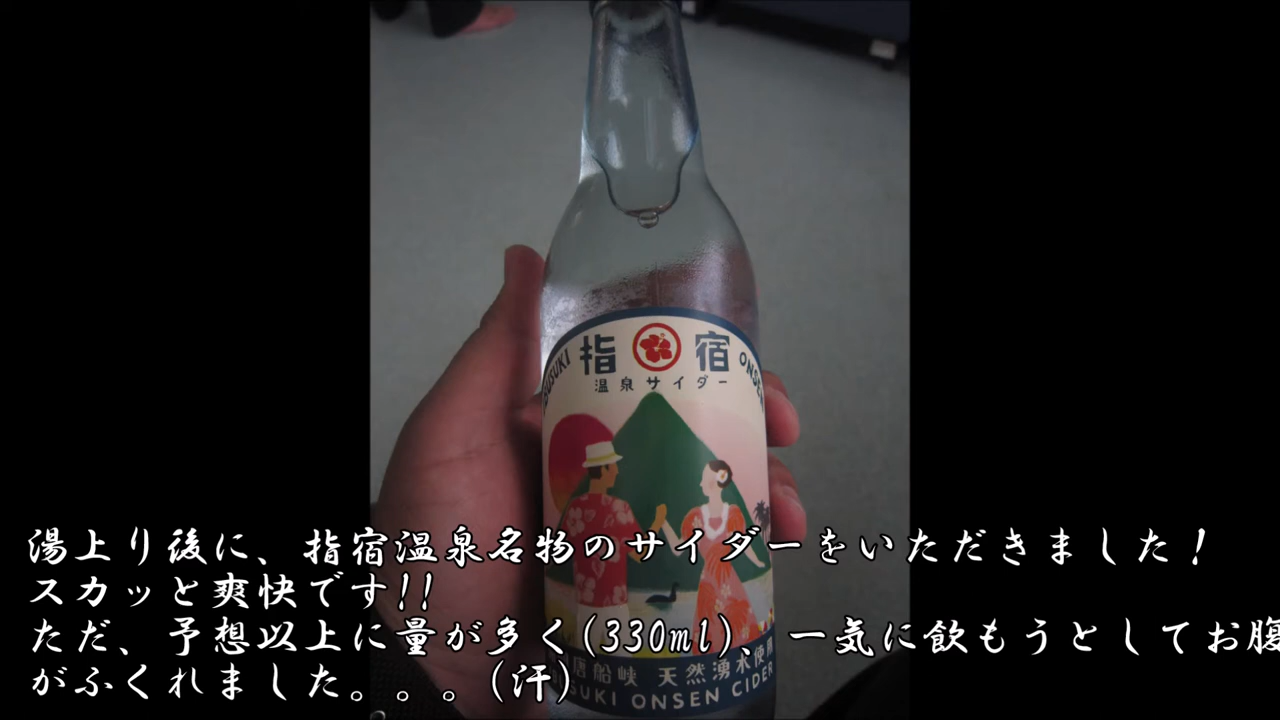 指宿
USUKI ONSEN
温泉サイダー
湯上り後に、指宿温泉名物のサイダーをいただきました！
スカッと爽快です!!
ただ、予想以上に量が多く(330ml)、一気に飲もうとしてお腹
がふくれました。。。(汗)
唐船峡 天然湧水使用
SUKI ONSEN CIDER